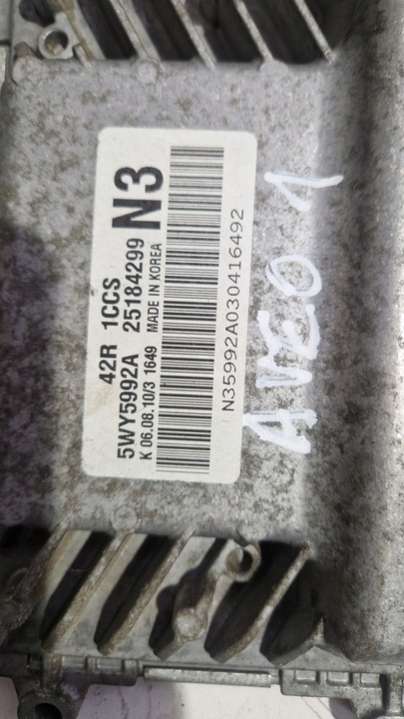 42R 1CCS
5WY5992A 25184299
K 06.08.10/3 1649 MADE IN KOREA
N3
N35992A030416492
AVEO 1